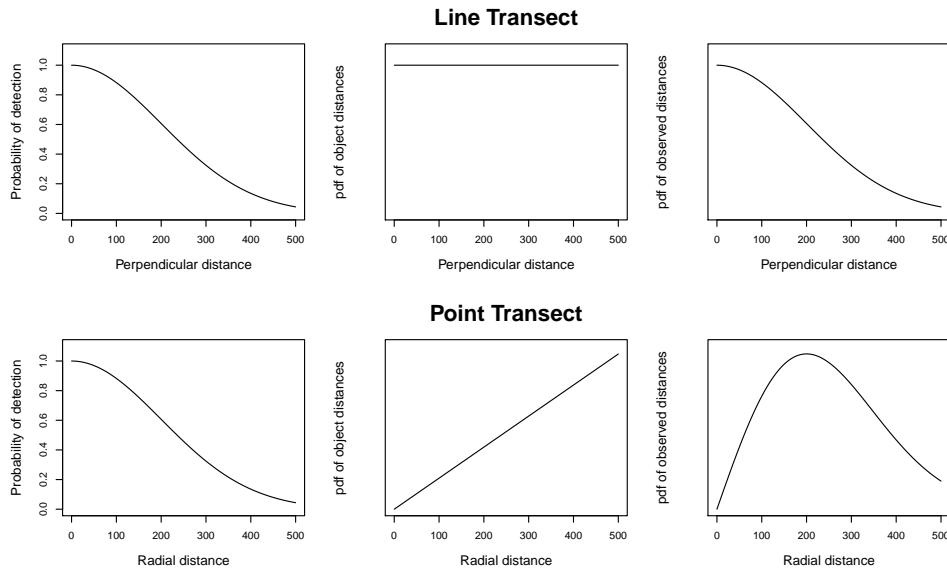 Line Transect
Probability of detection
0.0 0.2 0.4 0.6 0.8 1.0
0 100 200 300 400 500
Perpendicular distance
pdf of object distances
0 100 200 300 400 500
Perpendicular distance
pdf of observed distances
0 100 200 300 400 500
Perpendicular distance
Point Transect
Probability of detection
0.0 0.2 0.4 0.6 0.8 1.0
0 100 200 300 400 500
Radial distance
pdf of object distances
0 100 200 300 400 500
Radial distance
pdf of observed distances
0 100 200 300 400 500
Radial distance